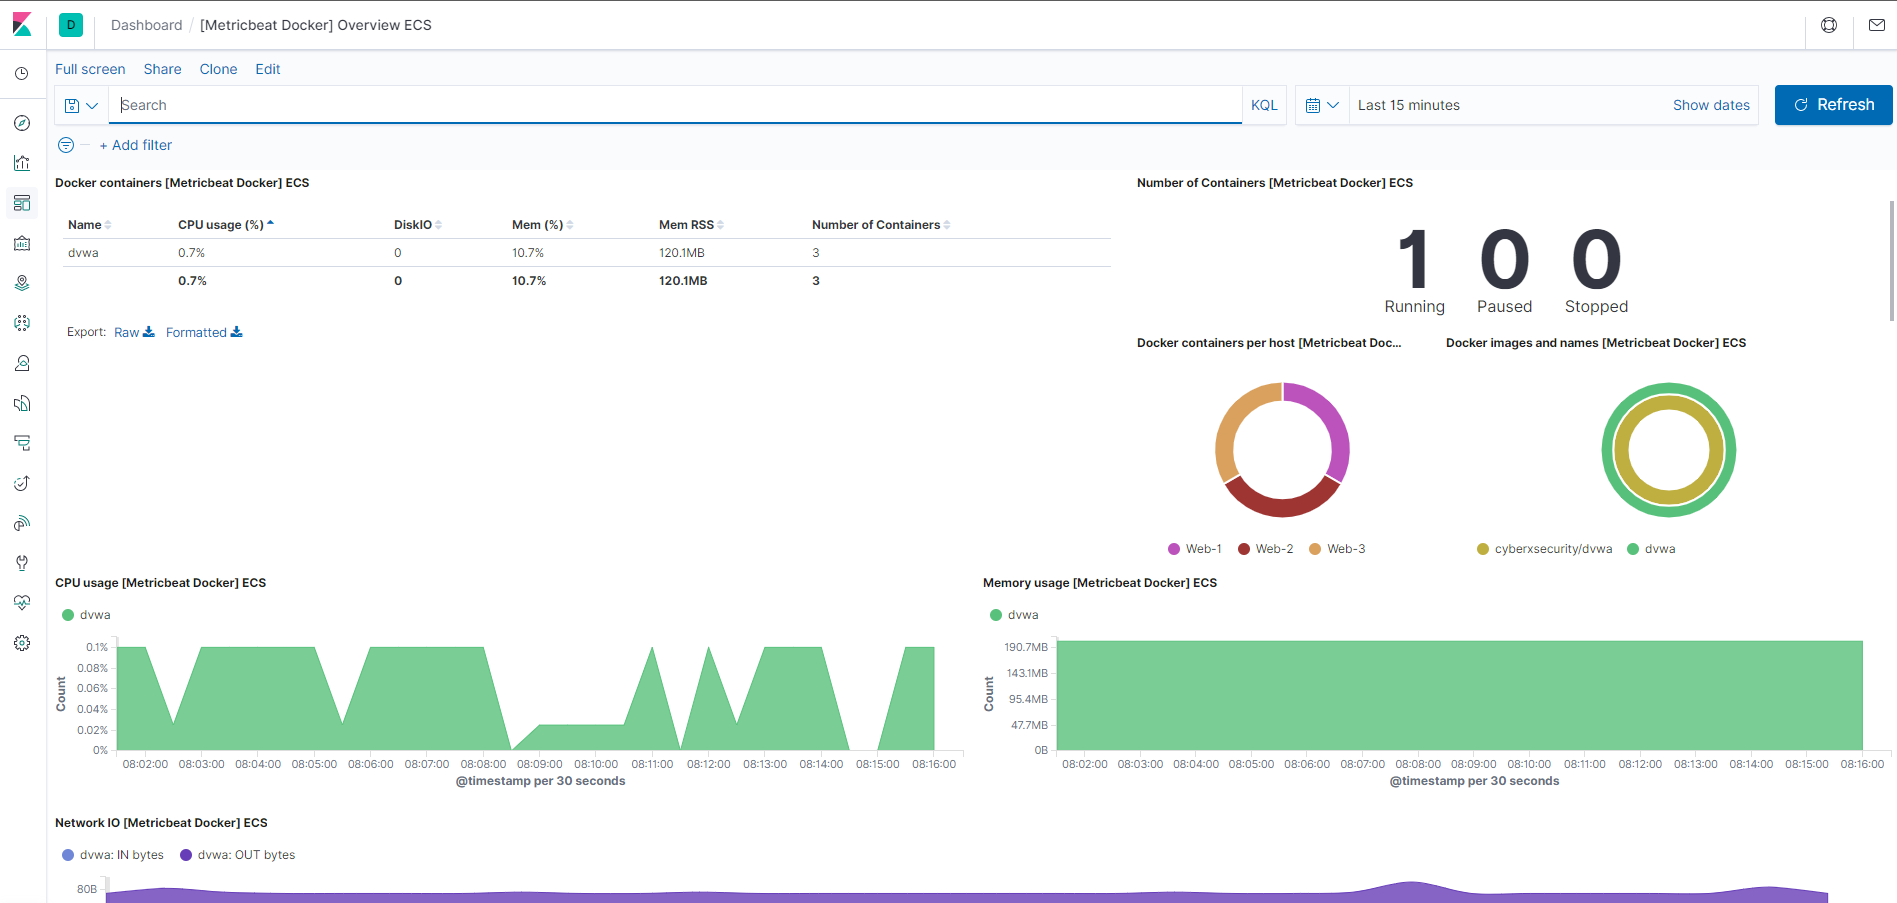 D
Dashboard / [Metricbeat Docker] Overview ECS
Full screen Share Clone Edit
Search KQL Last 15 minutes Show dates Refresh
+ Add filter
Docker containers [Metricbeat Docker] ECS
Name CPU usage (%) DiskIO Mem (%) Mem RSS Number of Containers
dvwa 0.7% 0 10.7% 120.1MB 3
0.7% 0 10.7% 120.1MB 3
Export: Raw Formatted
Number of Containers [Metricbeat Docker] ECS
1 0 0
Running Paused Stopped
Docker containers per host [Metricbeat Doc...
Web-1 Web-2 Web-3
Docker images and names [Metricbeat Docker] ECS
cyberxsecurity/dvwa dvwa
CPU usage [Metricbeat Docker] ECS
dvwa
0.1%
0.08%
0.06%
0.04%
0.02%
0%
Count
08:02:00 08:03:00 08:04:00 08:05:00 08:06:00 08:07:00 08:08:00 08:09:00 08:10:00 08:11:00 08:12:00 08:13:00 08:14:00 08:15:00 08:16:00
@timestamp per 30 seconds
Memory usage [Metricbeat Docker] ECS
dvwa
190.7MB
143.1MB
95.4MB
47.7MB
0B
Count
08:02:00 08:03:00 08:04:00 08:05:00 08:06:00 08:07:00 08:08:00 08:09:00 08:10:00 08:11:00 08:12:00 08:13:00 08:14:00 08:15:00 08:16:00
@timestamp per 30 seconds
Network IO [Metricbeat Docker] ECS
dvwa: IN bytes dvwa: OUT bytes
80B